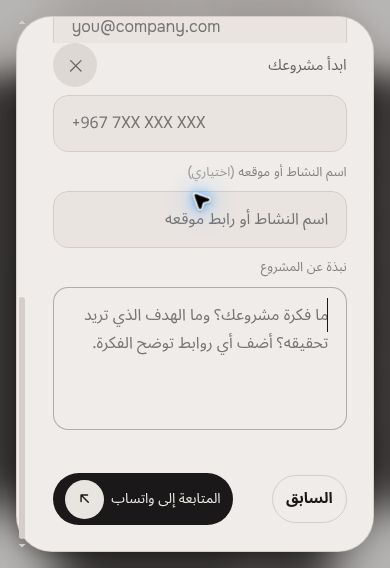 you@company.com
ابدأ مشروعك
+967 7XX XXX XXX
اسم النشاط أو موقعه (اختياري)
اسم النشاط أو رابط موقعه
نبذة عن المشروع
ما فكرة مشروعك؟ وما الهدف الذي تريد
تحقيقه؟ أضف أي روابط توضح الفكرة.
السابق
المتابعة إلى واتساب